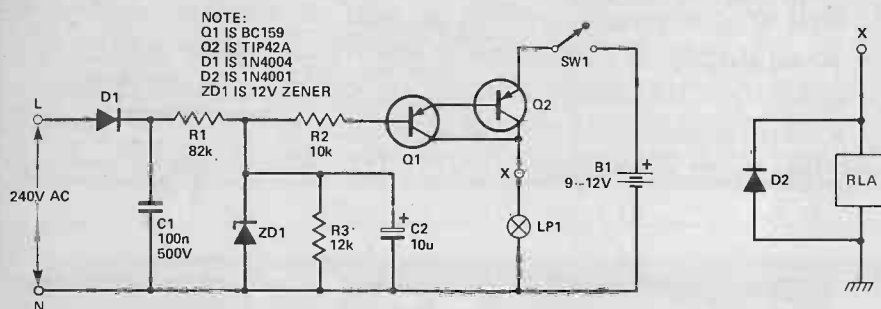 NOTE:
Q1 IS BC159
Q2 IS TIP42A
D1 IS 1N4004
D2 IS 1N4001
ZD1 IS 12V ZENER
L
D1
R1
82k
R2
10k
Q1
Q2
SW1
X
240V AC
C1
100n
500V
ZD1
R3
12k
+
C2
10u
X
LP1
B1
9--12V
+
D2
RLA
N